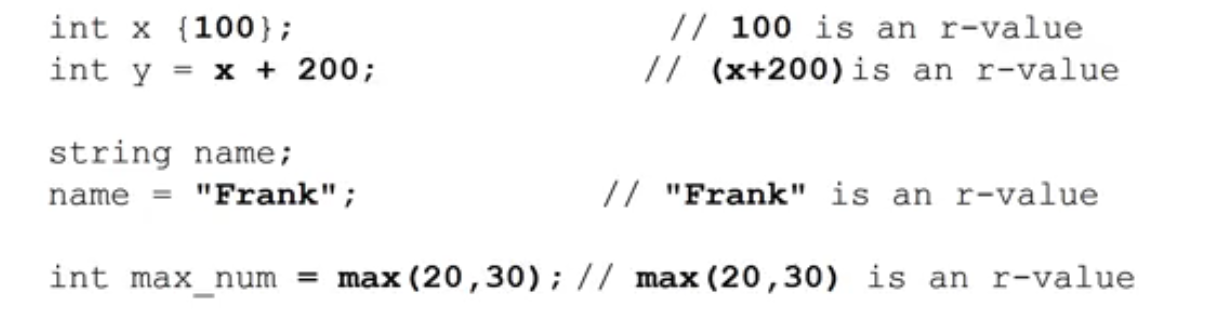 int x {100}; // 100 is an r-value
int y = x + 200; // (x+200)is an r-value
string name;
name = "Frank"; // "Frank" is an r-value
int max_num = max(20,30); // max(20,30) is an r-value